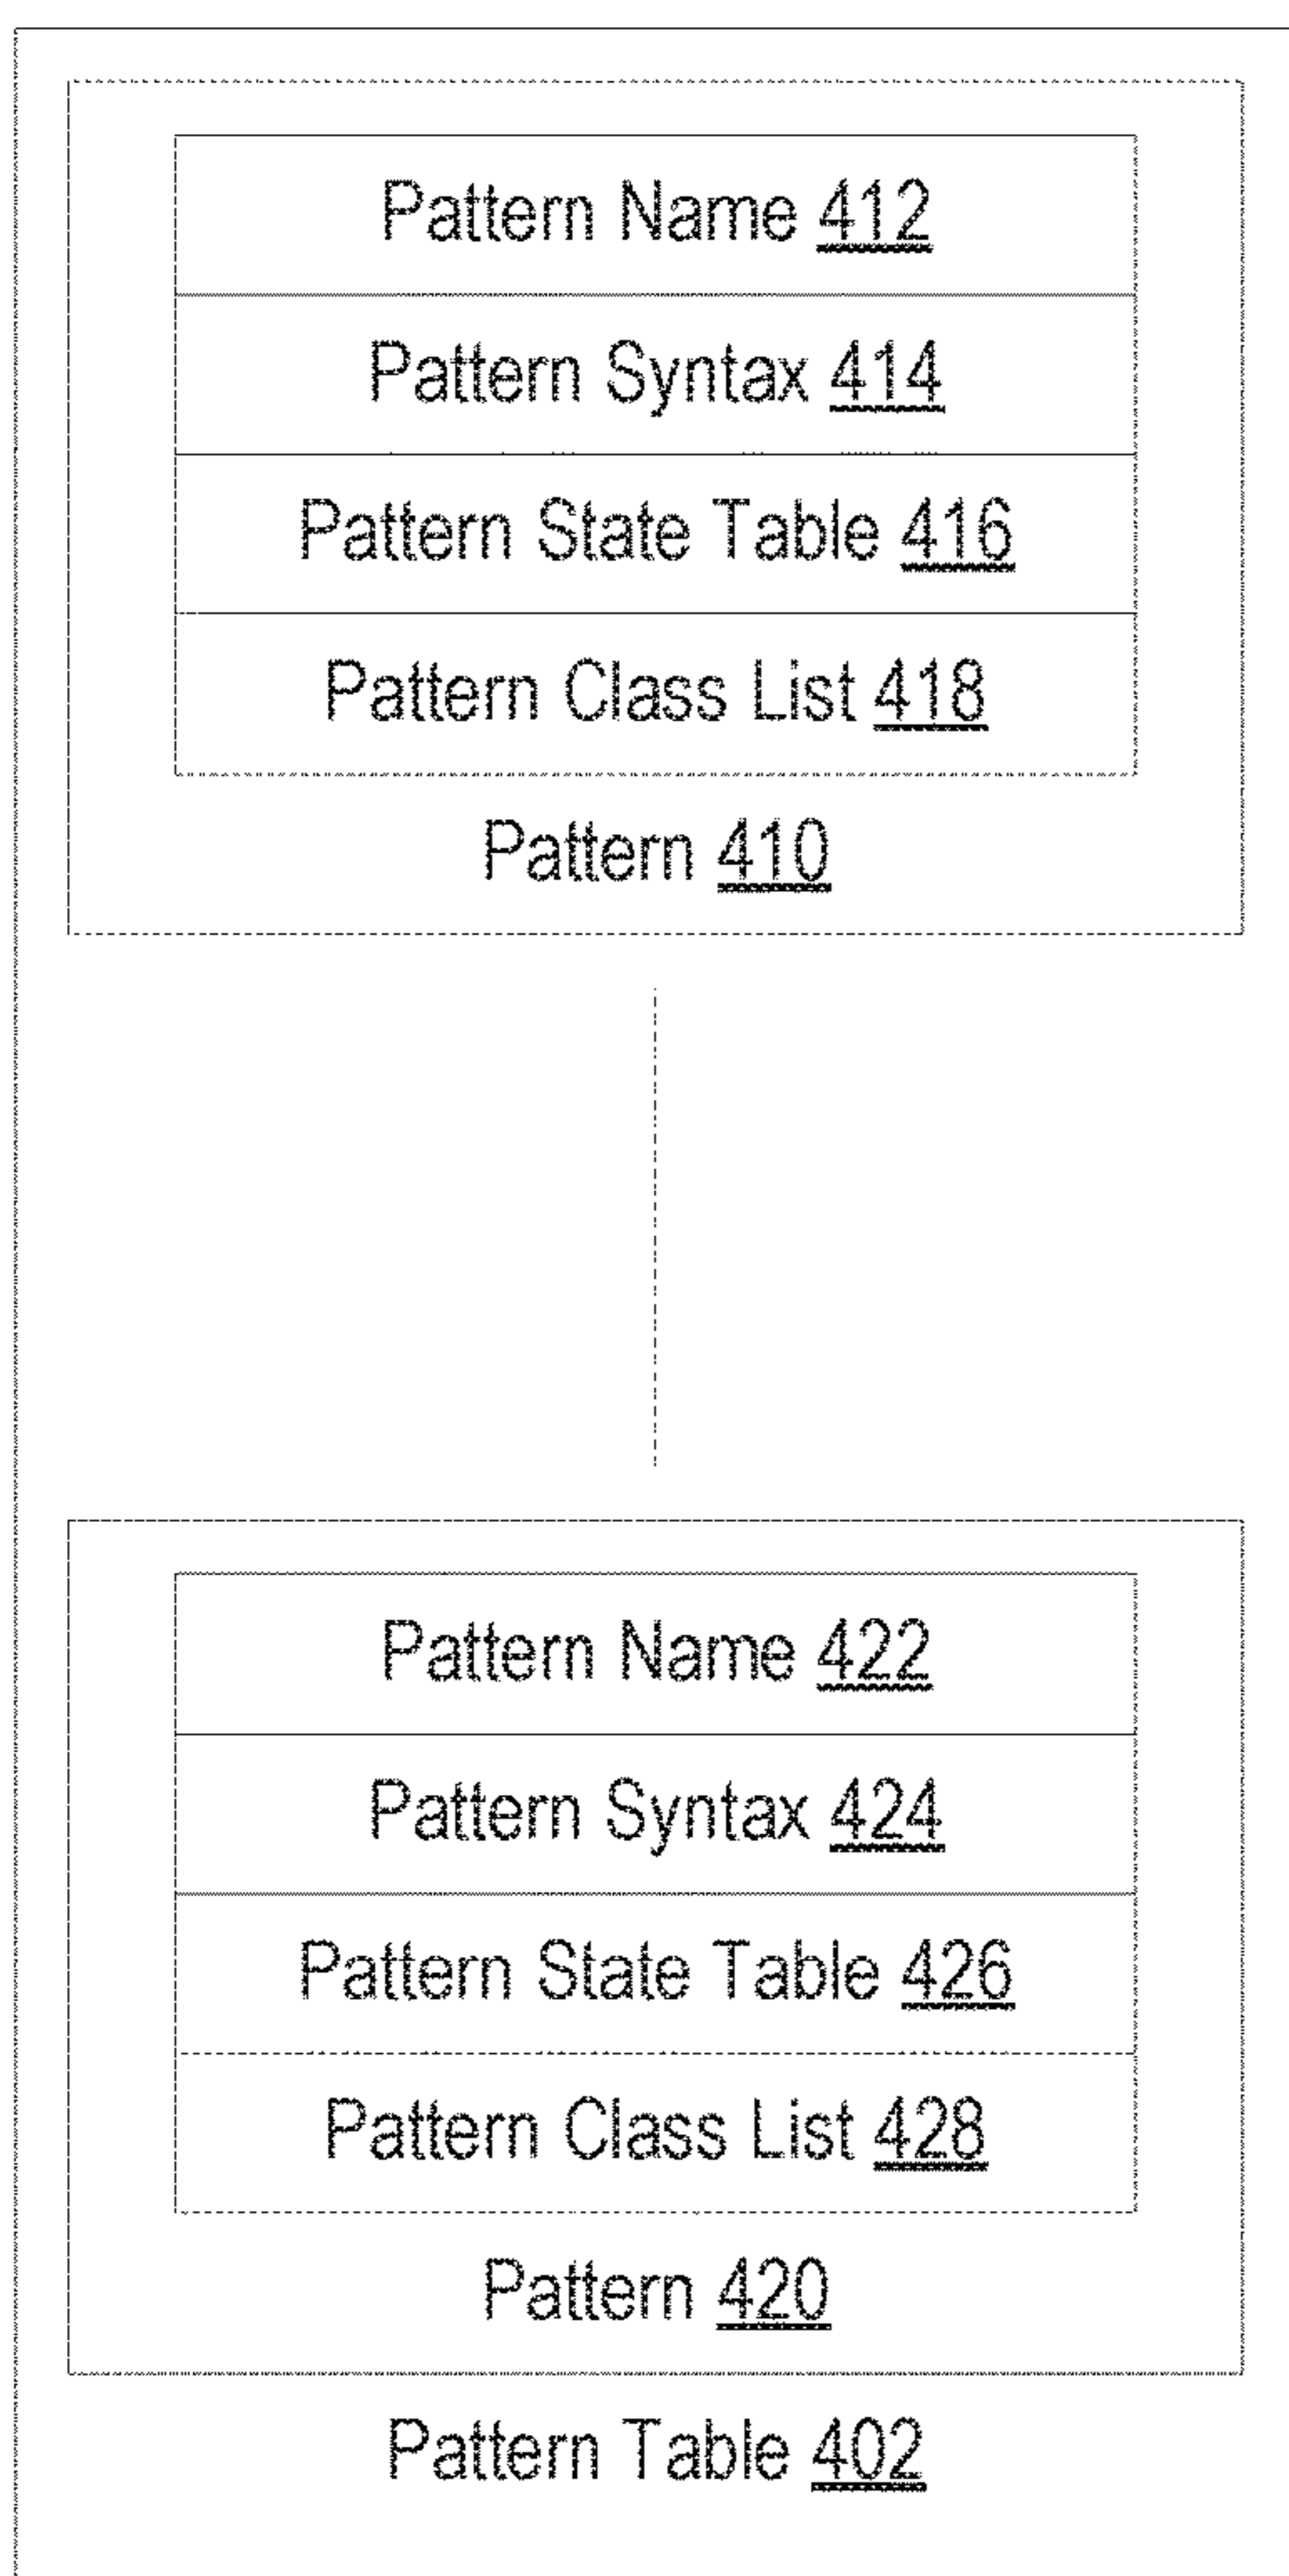 Pattern Name 412
Pattern Syntax 414
Pattern State Table 416
Pattern Class List 418
Pattern 410
Pattern Name 422
Pattern Syntax 424
Pattern State Table 426
Pattern Class List 428
Pattern 420
Pattern Table 402